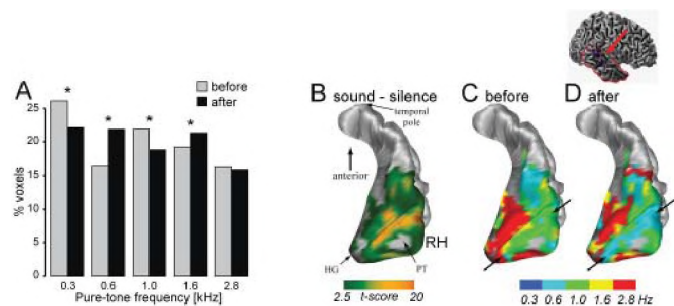 A
before
after
% voxels
25
20
15
10
5
0
* * * *
0.3 0.6 1.0 1.6 2.8
Pure-tone frequency [kHz]
B sound - silence
temporal pole
anterior
HG
PT
RH
2.5 t-score 20
C before
D after
0.3 0.6 1.0 1.6 2.8 Hz